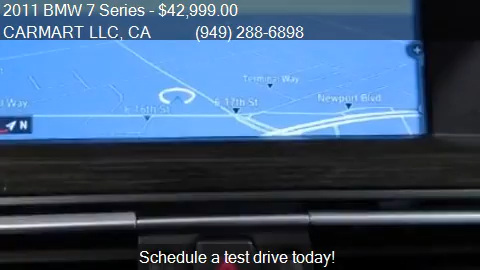 2011 BMW 7 Series - $42,999.00
CARMART LLC, CA (949) 288-6898
Terminal Way
Way
E 16th St
E 17th St
Newport Blvd
N
Schedule a test drive today!